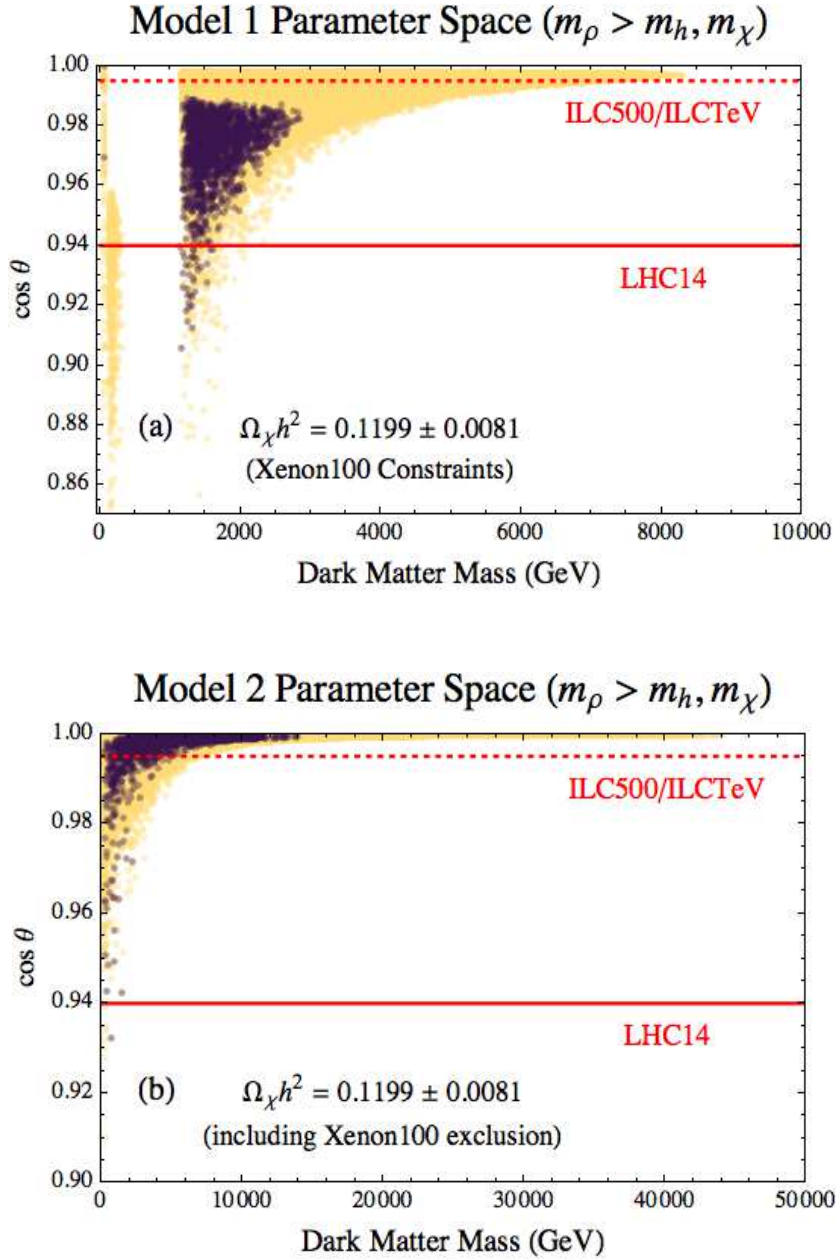 Model 1 Parameter Space (mρ > mh, mχ)
1.00
ILC500/ILCTeV
0.98
0.96
0.94
LHC14
cos θ
0.92
0.90
0.88
(a) Ωχh² = 0.1199 ± 0.0081
(Xenon100 Constraints)
0.86
0 2000 4000 6000 8000 10000
Dark Matter Mass (GeV)
Model 2 Parameter Space (mρ > mh, mχ)
1.00
ILC500/ILCTeV
0.98
0.96
cos θ
0.94
LHC14
0.92
(b) Ωχh² = 0.1199 ± 0.0081
(including Xenon100 exclusion)
0.90
0 10000 20000 30000 40000 50000
Dark Matter Mass (GeV)